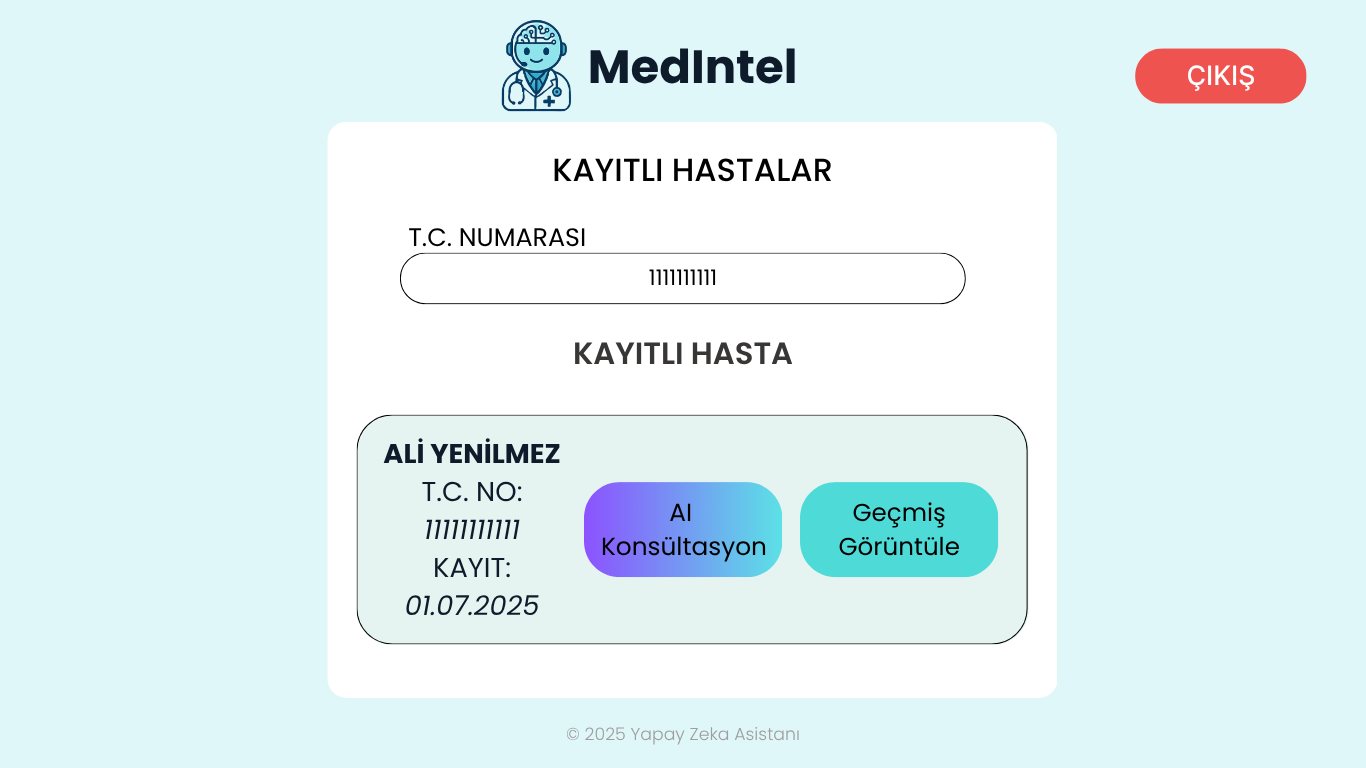 MedIntel
ÇIKIŞ
KAYITLI HASTALAR
T.C. NUMARASI
1111111111
KAYITLI HASTA
ALİ YENİLMEZ
T.C. NO:
11111111111
KAYIT:
01.07.2025
AI
Konsültasyon
Geçmiş
Görüntüle
© 2025 Yapay Zeka Asistanı